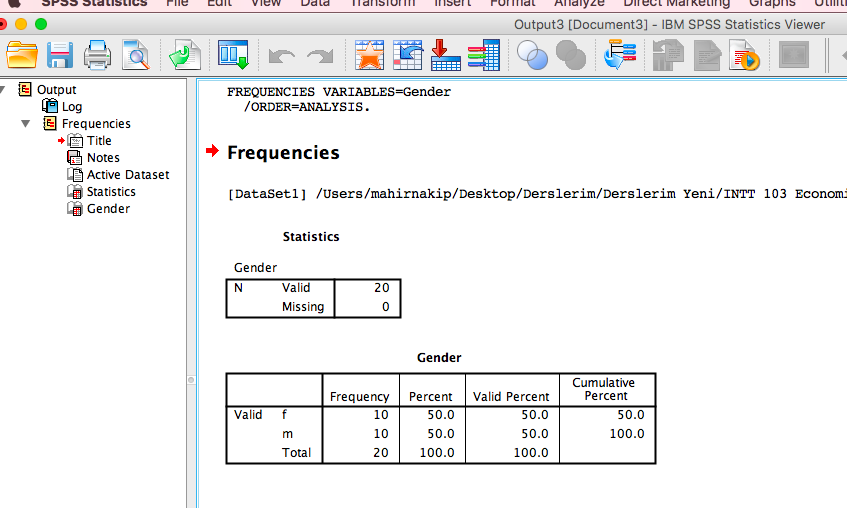 SPSS Statistics File Edit View Data Transform Insert Format Analyze Direct Marketing Graphs Utiliti
Output3 [Document3] - IBM SPSS Statistics Viewer
Output
Log
Frequencies
Title
Notes
Active Dataset
Statistics
Gender
FREQUENCIES VARIABLES=Gender
/ORDER=ANALYSIS.
Frequencies
[DataSet1] /Users/mahirnakip/Desktop/Derslerim/Derslerim Yeni/INTT 103 Economi
Statistics
Gender
N Valid 20
Missing 0
Gender
Frequency Percent Valid Percent Cumulative Percent
Valid f 10 50.0 50.0 50.0
m 10 50.0 50.0 100.0
Total 20 100.0 100.0